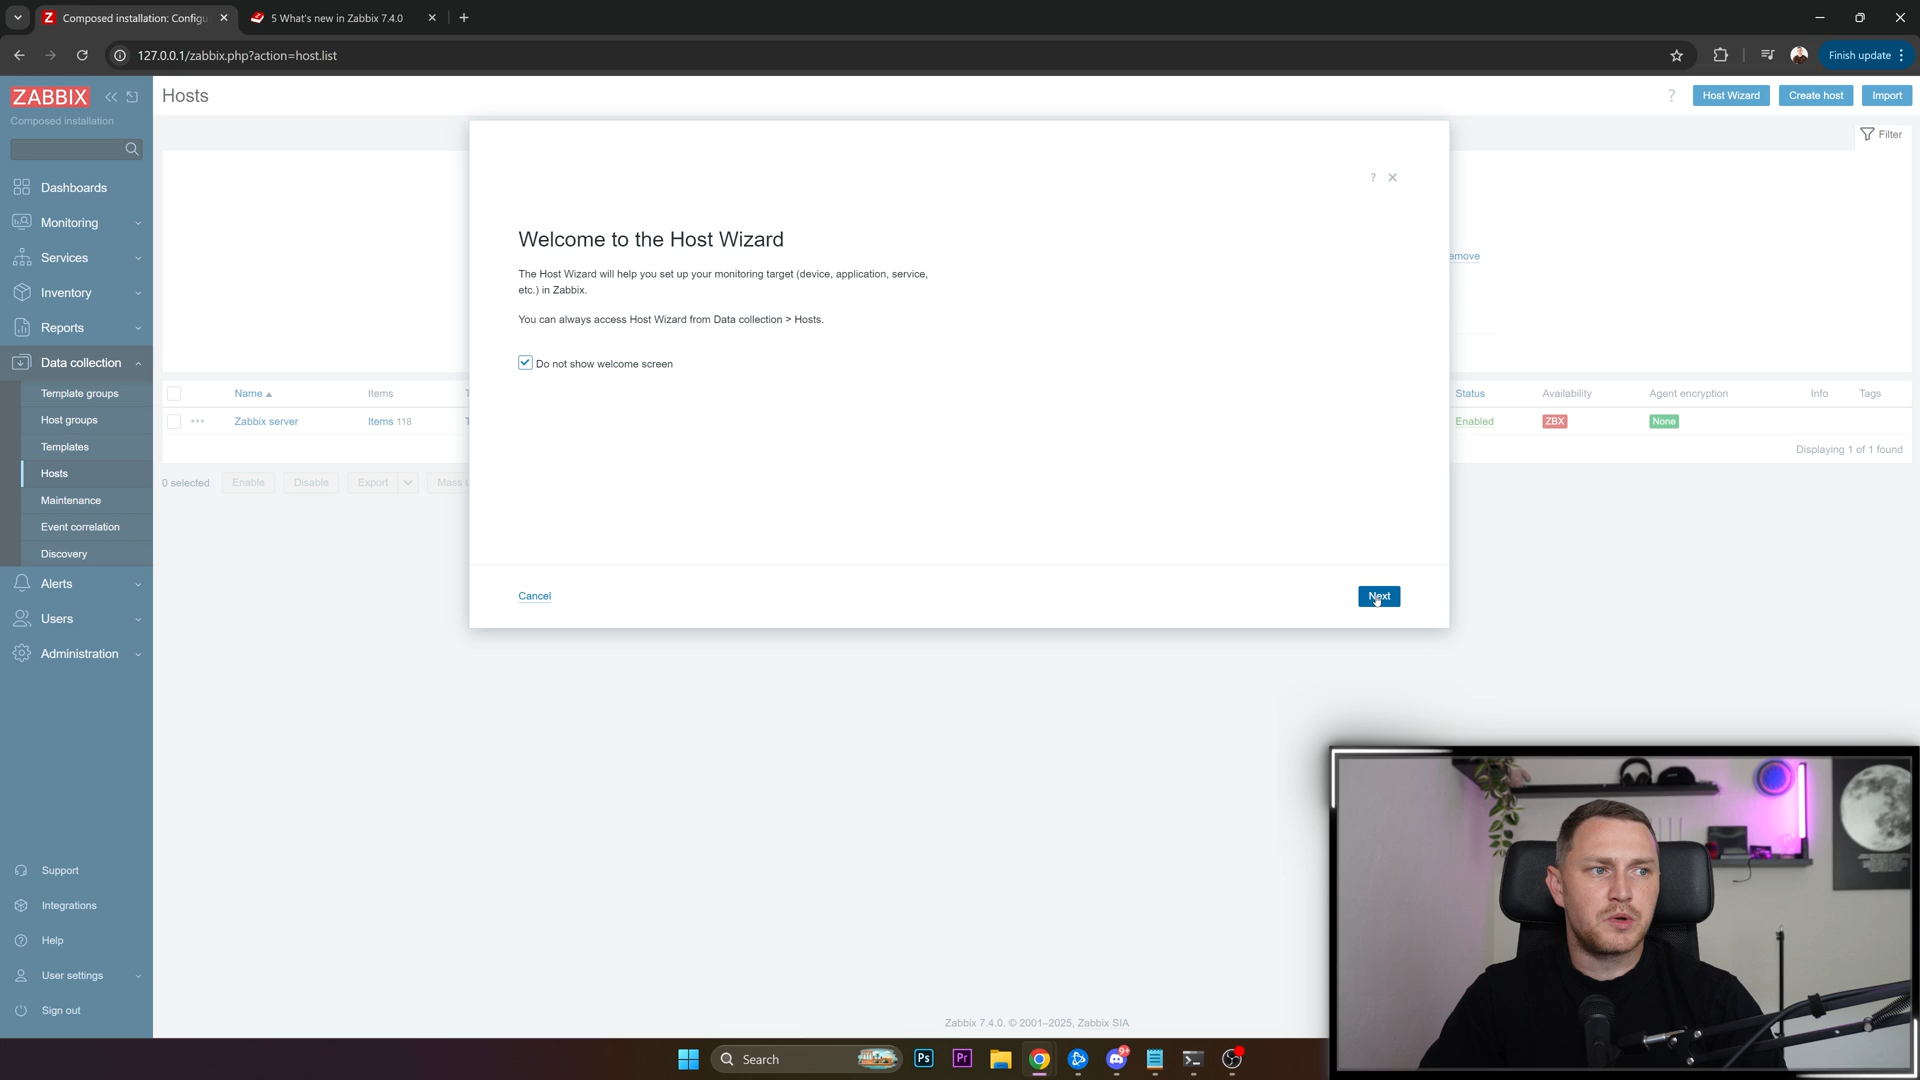 Composed installation: Configu
5 What's new in Zabbix 7.4.0
127.0.0.1/zabbix.php?action=host.list
Finish update
ZABBIX
Composed installation
Hosts
?
Host Wizard
Create host
Import
Filter
Dashboards
Monitoring
Services
Inventory
Reports
Data collection
Template groups
Host groups
Templates
Hosts
Maintenance
Event correlation
Discovery
Alerts
Users
Administration
Support
Integrations
Help
User settings
Sign out
?
Welcome to the Host Wizard
The Host Wizard will help you set up your monitoring target (device, application, service,
etc.) in Zabbix.
You can always access Host Wizard from Data collection > Hosts.
Do not show welcome screen
Cancel
Next
emove
Name
Items
T
Status
Availability
Agent encryption
Info
Tags
Zabbix server
Items 118
T
Enabled
ZBX
None
Displaying 1 of 1 found
0 selected
Enable
Disable
Export
Mass u
Zabbix 7.4.0. © 2001–2025, Zabbix SIA
Search
Ps
Pr
9+